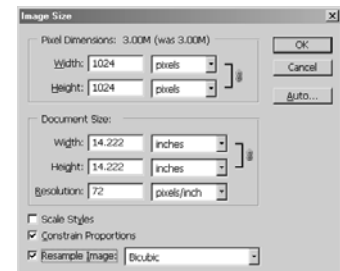 Image Size
Pixel Dimensions: 3.00M (was 3.00M)
OK
Width: 1024 pixels
Cancel
Height: 1024 pixels
Auto...
Document Size:
Width: 14.222 inches
Height: 14.222 inches
Resolution: 72 pixels/inch
Scale Styles
Constrain Proportions
Resample Image: Bicubic